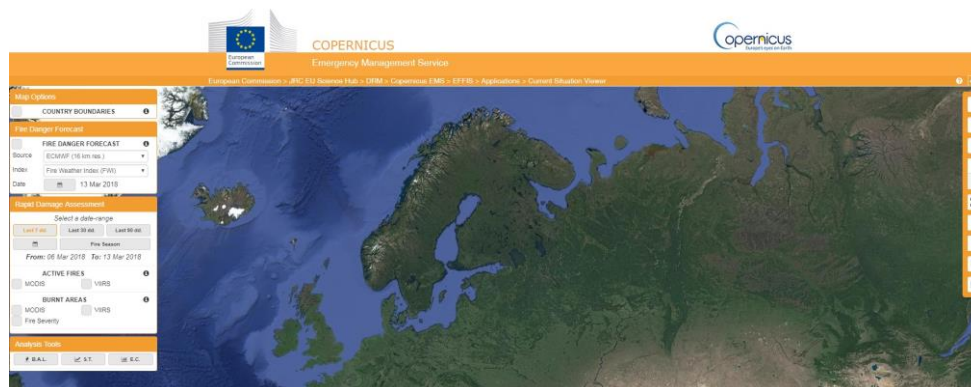 European
Commission
COPERNICUS
Emergency Management Service
opernicus
Europe's eyes on Earth
European Commission > JRC EU Science Hub > DRM > Copernicus EMS > EFFIS > Applications > Current Situation Viewer
Map Options
COUNTRY BOUNDARIES
Fire Danger Forecast
FIRE DANGER FORECAST
Source ECMWF (16 km res.)
Index Fire Weather Index (FWI)
Date 13 Mar 2018
Rapid Damage Assessment
Select a date-range
Last 7 dd. Last 30 dd. Last 90 dd.
Fire Season
From: 06 Mar 2018 To: 13 Mar 2018
ACTIVE FIRES
MODIS VIIRS
BURNT AREAS
MODIS VIIRS
Fire Severity
Analysis Tools
B.A.L. S.T. E.C.